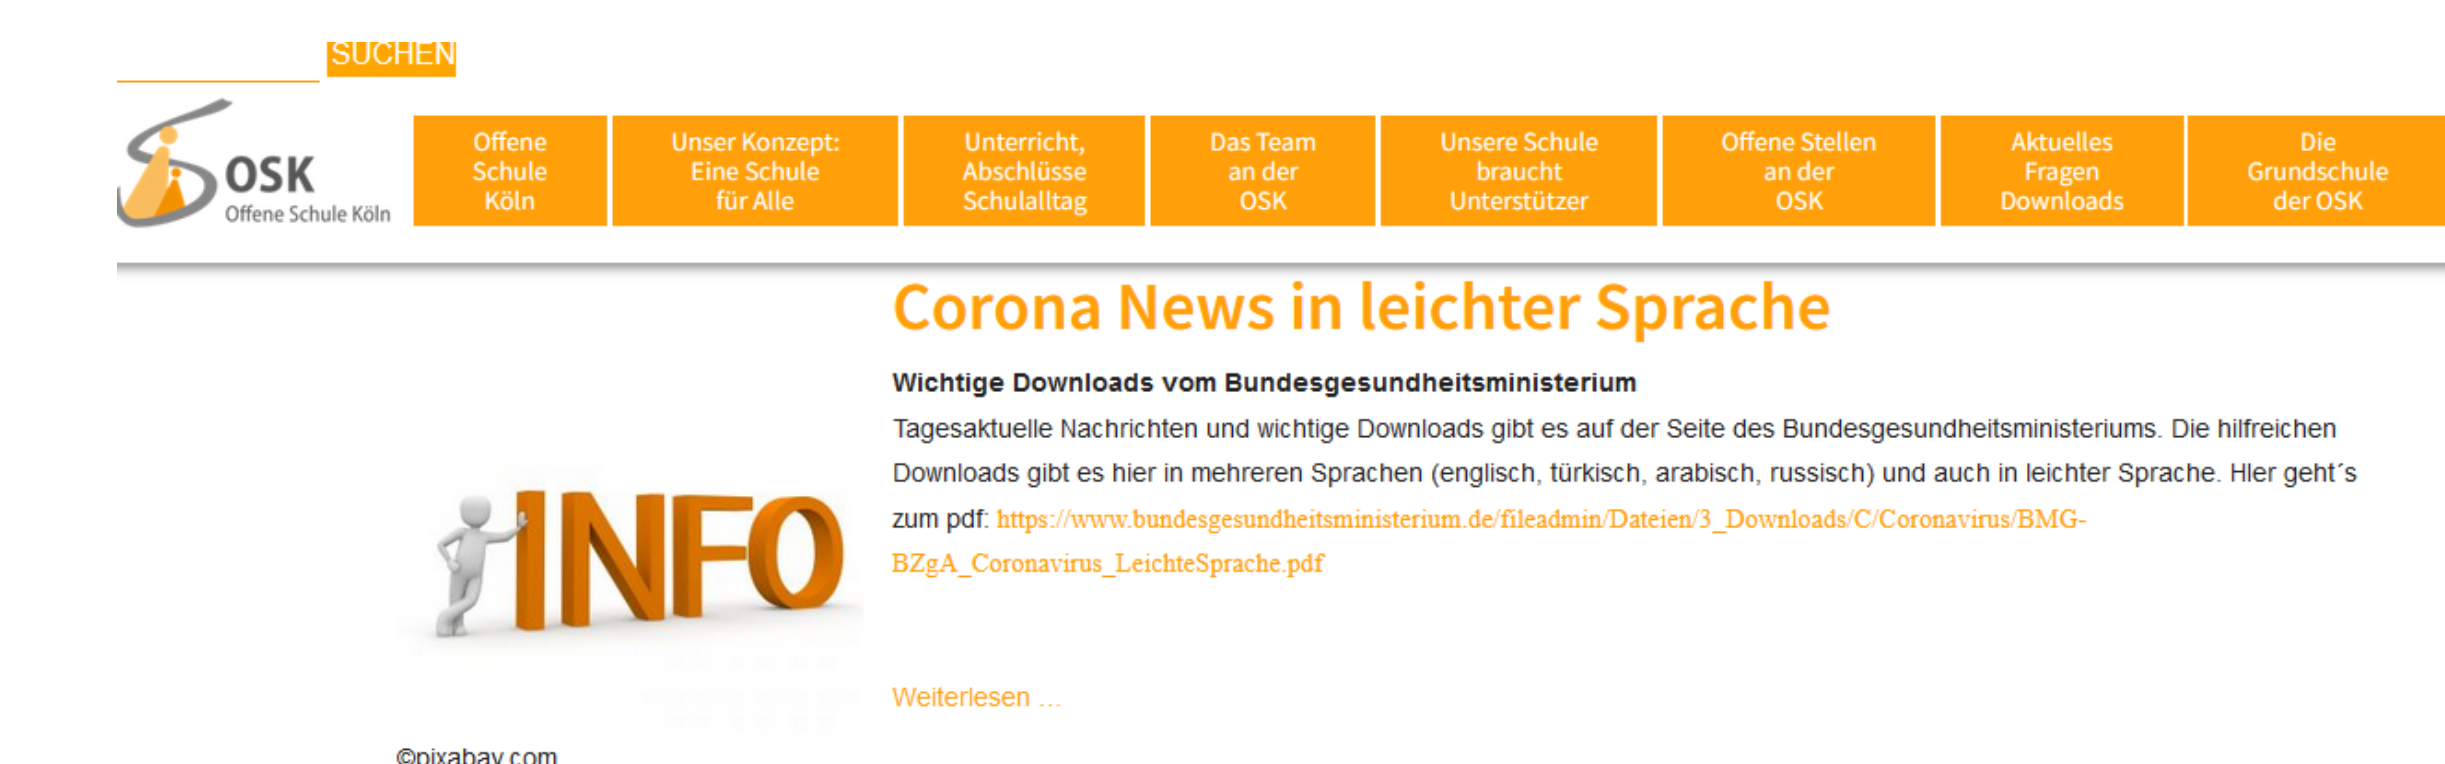 SUCHEN
OSK
Offene Schule Köln
Offene
Schule
Köln
Unser Konzept:
Eine Schule
für Alle
Unterricht,
Abschlüsse
Schulalltag
Das Team
an der
OSK
Unsere Schule
braucht
Unterstützer
Offene Stellen
an der
OSK
Aktuelles
Fragen
Downloads
Die
Grundschule
der OSK
Corona News in leichter Sprache
Wichtige Downloads vom Bundesgesundheitsministerium
Tagesaktuelle Nachrichten und wichtige Downloads gibt es auf der Seite des Bundesgesundheitsministeriums. Die hilfreichen
Downloads gibt es hier in mehreren Sprachen (englisch, türkisch, arabisch, russisch) und auch in leichter Sprache. HIer geht´s
zum pdf: https://www.bundesgesundheitsministerium.de/fileadmin/Dateien/3_Downloads/C/Coronavirus/BMG-
BZgA_Coronavirus_LeichteSprache.pdf
INFO
Weiterlesen …
©pixabay.com